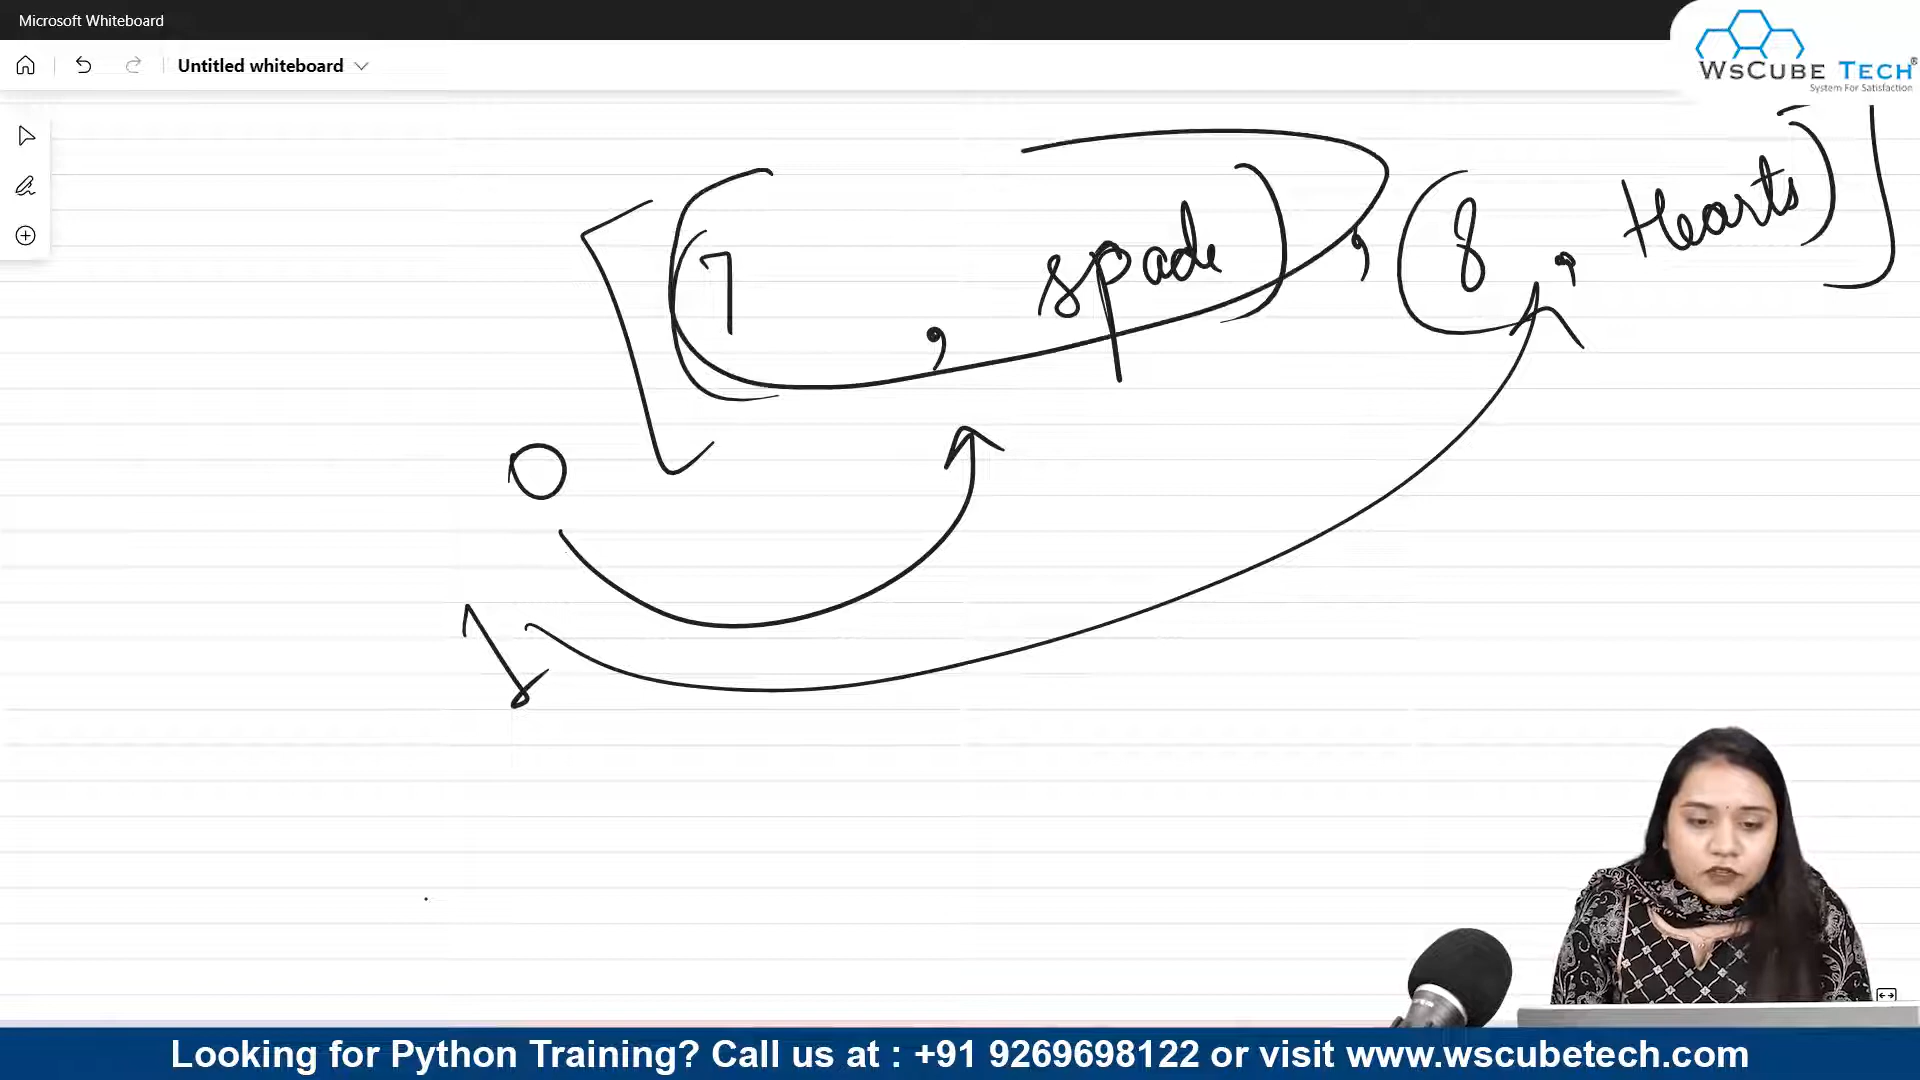 Microsoft Whiteboard
Untitled whiteboard
WsCube Tech®
System For Satisfaction
[(7, spade), (8, Hearts)]
0
1
Looking for Python Training? Call us at : +91 9269698122 or visit www.wscubetech.com